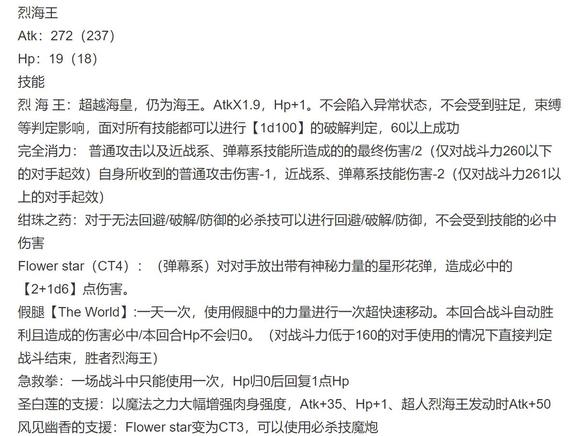 烈海王
Atk：272（237）
Hp：19（18）
技能
烈 海 王：超越海皇，仍为海王。AtkX1.9，Hp+1。不会陷入异常状态，不会受到驻足，束缚
等判定影响，面对所有技能都可以进行【1d100】的破解判定，60以上成功
完全消力： 普通攻击以及近战系、弹幕系技能所造成的的最终伤害/2（仅对战斗力260以下
的对手起效）自身所收到的普通攻击伤害-1，近战系、弹幕系技能伤害-2（仅对战斗力261以
上的对手起效）
绀珠之药：对于无法回避/破解/防御的必杀技可以进行回避/破解/防御，不会受到技能的必中
伤害
Flower star（CT4）：（弹幕系）对对手放出带有神秘力量的星形花弹，造成必中的
【2+1d6】点伤害。
假腿【The World】:一天一次，使用假腿中的力量进行一次超快速移动。本回合战斗自动胜
利且造成的伤害必中/本回合Hp不会归0。（对战斗力低于160的对手使用的情况下直接判定
战斗结束，胜者烈海王）
急救拳：一场战斗中只能使用一次，Hp归0后回复1点Hp
圣白莲的支援：以魔法之力大幅增强肉身强度，Atk+35、Hp+1、超人烈海王发动时Atk+50
风见幽香的支援：Flower star变为CT3，可以使用必杀技魔炮